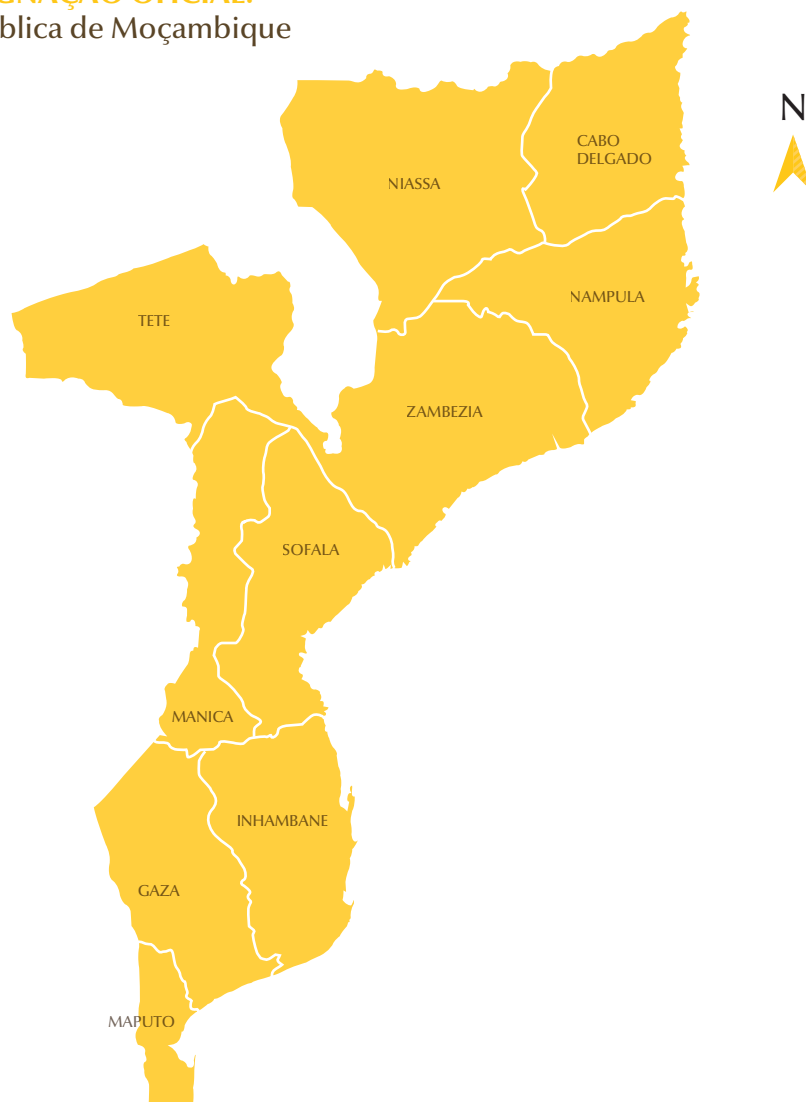 blica de Moçambique
N
CABO
DELGADO
NIASSA
NAMPULA
TETE
ZAMBEZIA
SOFALA
MANICA
INHAMBANE
GAZA
MAPUTO